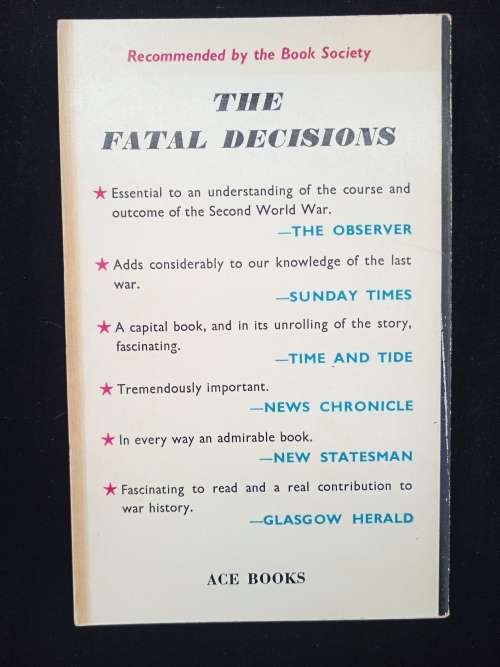 Recommended by the Book Society
THE
FATAL DECISIONS
★ Essential to an understanding of the course and
outcome of the Second World War.
—THE OBSERVER
★ Adds considerably to our knowledge of the last
war.
—SUNDAY TIMES
★ A capital book, and in its unrolling of the story,
fascinating.
—TIME AND TIDE
★ Tremendously important.
—NEWS CHRONICLE
★ In every way an admirable book.
—NEW STATESMAN
★ Fascinating to read and a real contribution to
war history.
—GLASGOW HERALD
ACE BOOKS